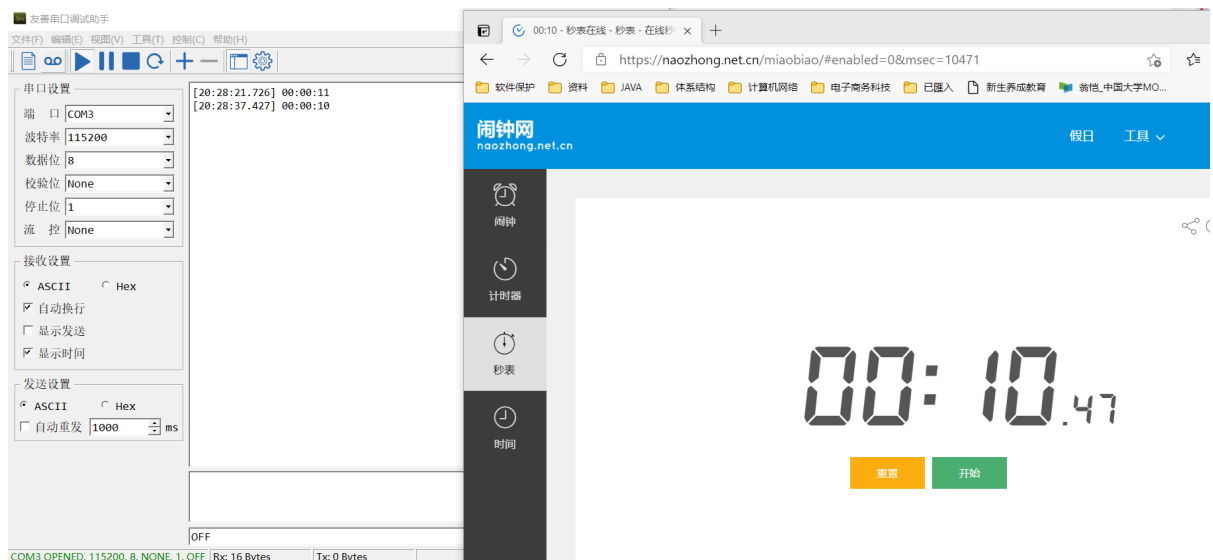 友善串口调试助手
文件(F) 编辑(E) 视图(V) 工具(T) 控制(C) 帮助(H)
串口设置
端 口 COM3
波特率 115200
数据位 8
校验位 None
停止位 1
流 控 None
接收设置
ASCII Hex
自动换行
显示发送
显示时间
发送设置
ASCII Hex
自动重发 1000 ms
[20:28:21.726] 00:00:11
[20:28:37.427] 00:00:10
OFF
COM3 OPENED, 115200, 8, NONE, 1, OFF Rx: 16 Bytes Tx: 0 Bytes
00:10 - 秒表在线 - 秒表 - 在线秒
https://naozhong.net.cn/miaobiao/#enabled=0&msec=10471
软件保护 资料 JAVA 体系结构 计算机网络 电子商务科技 已匯入 新生养成教育 翁恺_中国大学MO...
闹钟网
naozhong.net.cn
假日 工具
闹钟
计时器
秒表
时间
00:10.47
重置 开始